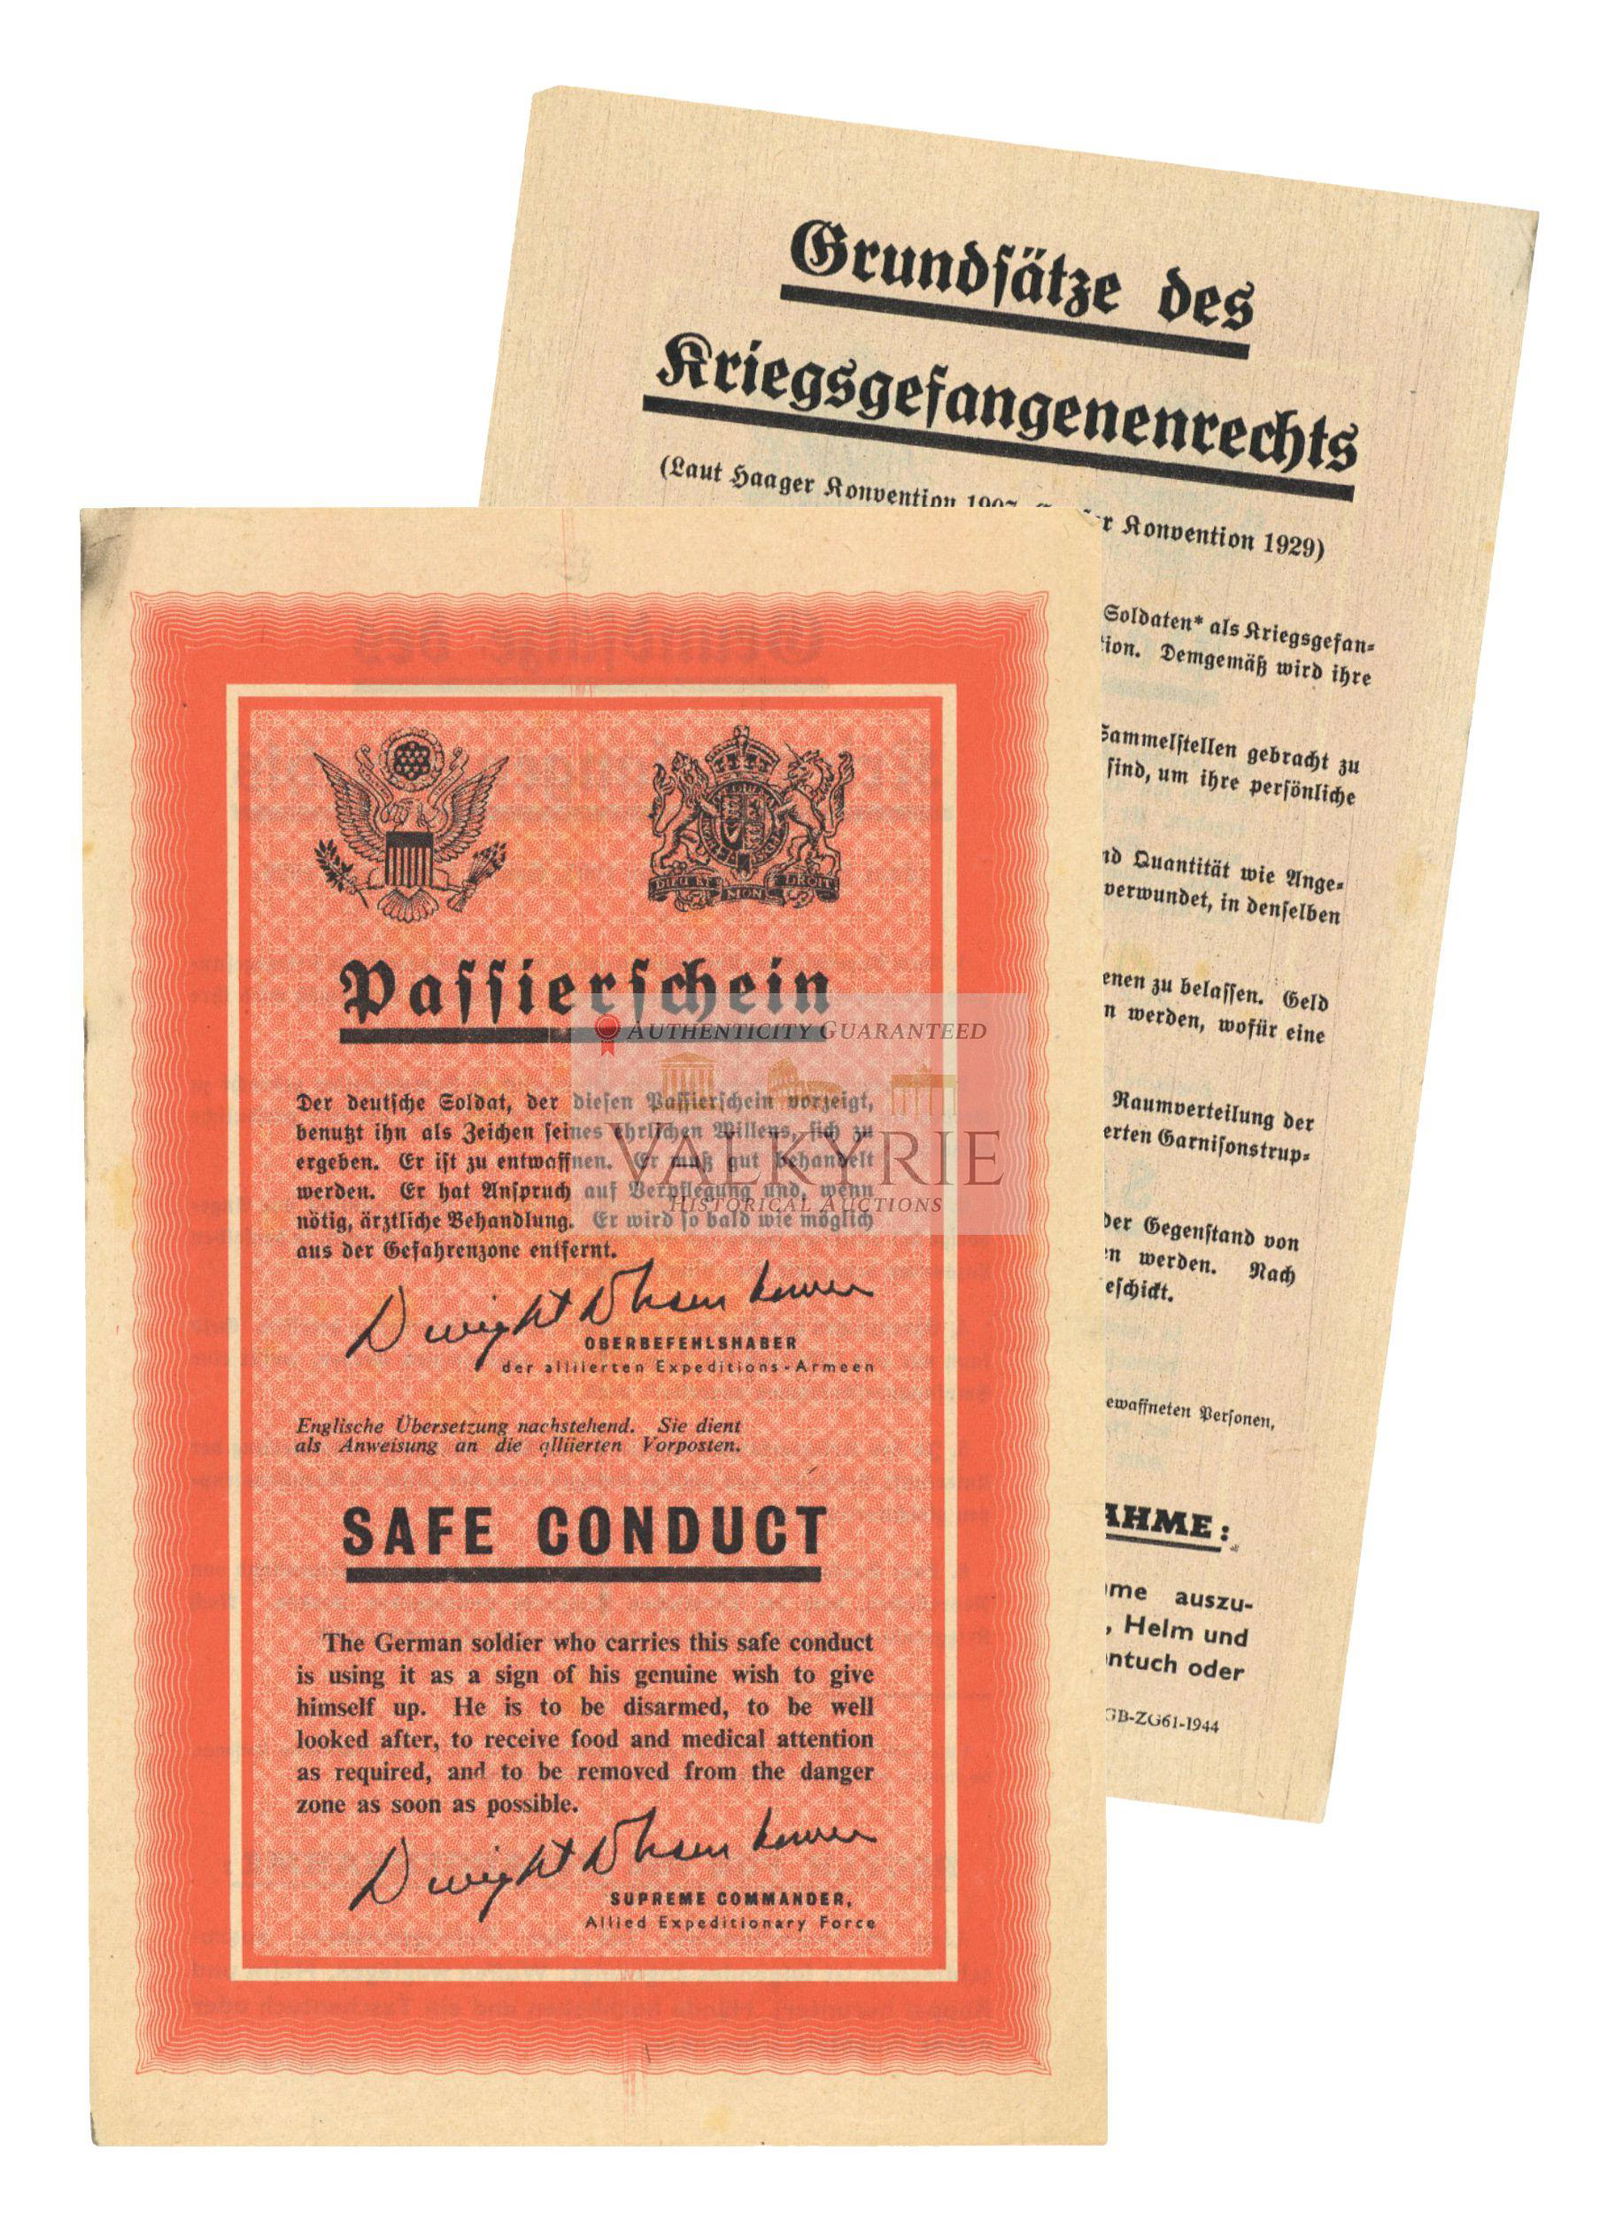 Grundsätze des
Kriegsgefangenenrechts
(Laut Haager Konvention 1907, Konvention 1929)
Soldaten* als Kriegsgefan-
Demgemäß wird ihre
Sammelstellen gebracht zu
sind, um ihre persönliche
Quantität wie Ange-
verwundet, in denselben
zu belassen. Geld
werden, wofür eine
Raumverteilung der
Garnisonstrup-
der Gegenstand von
werden. Nach
Personen,
auszu-
, Helm und
oder
GB-ZG61-1944
DIEU ET MON DROIT
Passierschein
Der deutsche Soldat, der diesen Passierschein vorzeigt,
benutzt ihn als Zeichen seines ehrlichen Willens, sich zu
ergeben. Er ist zu entwaffnen. Er muß gut behandelt
werden. Er hat Anspruch auf Verpflegung und, wenn
nötig, ärztliche Behandlung. Er wird so bald wie möglich
aus der Gefahrenzone entfernt.
Dwight D Eisenhower
OBERBEFEHLSHABER
der alliierten Expeditions-Armeen
Englische Übersetzung nachstehend. Sie dient
als Anweisung an die alliierten Vorposten.
SAFE CONDUCT
The German soldier who carries this safe conduct
is using it as a sign of his genuine wish to give
himself up. He is to be disarmed, to be well
looked after, to receive food and medical attention
as required, and to be removed from the danger
zone as soon as possible.
Dwight D Eisenhower
SUPREME COMMANDER,
Allied Expeditionary Force
AUTHENTICITY GUARANTEED
VALKYRIE
HISTORICAL AUCTIONS